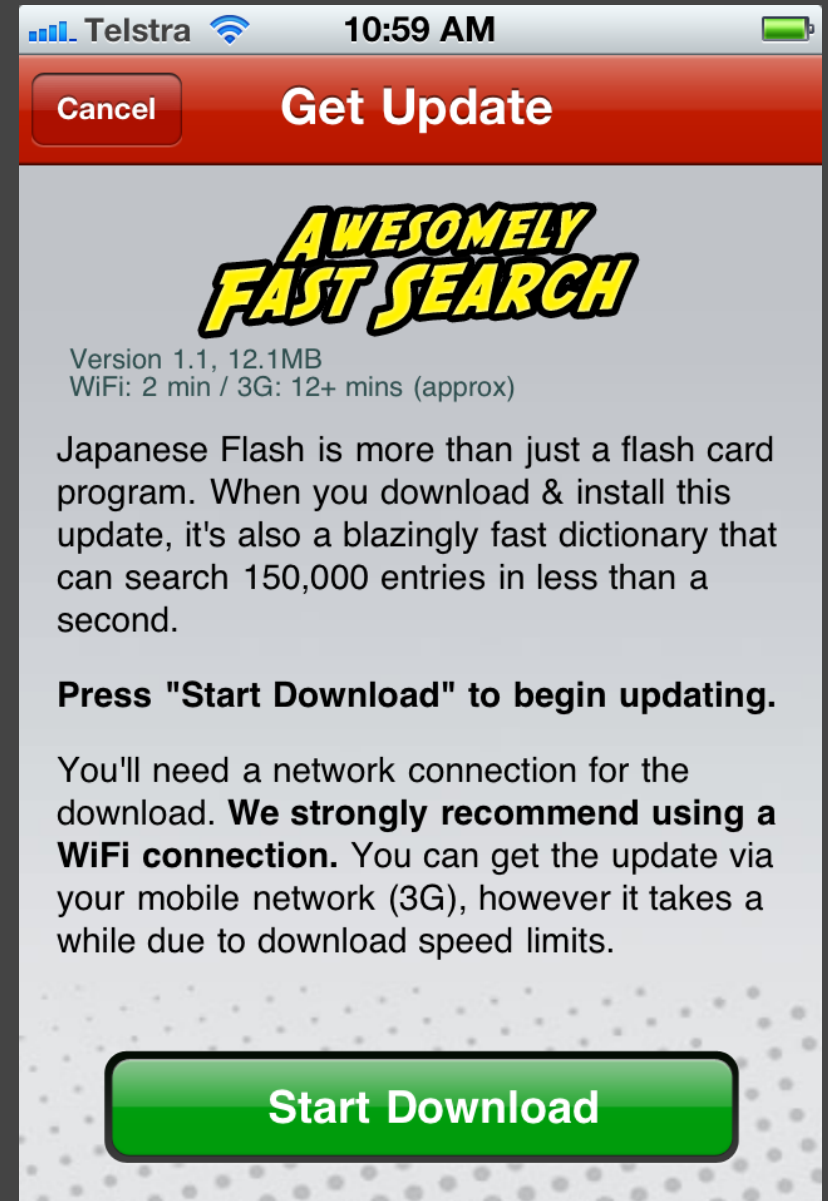 Telstra 10:59 AM
Cancel Get Update
AWESOMELY
FAST SEARCH
Version 1.1, 12.1MB
WiFi: 2 min / 3G: 12+ mins (approx)
Japanese Flash is more than just a flash card
program. When you download & install this
update, it's also a blazingly fast dictionary that
can search 150,000 entries in less than a
second.
Press "Start Download" to begin updating.
You'll need a network connection for the
download. We strongly recommend using a
WiFi connection. You can get the update via
your mobile network (3G), however it takes a
while due to download speed limits.
Start Download